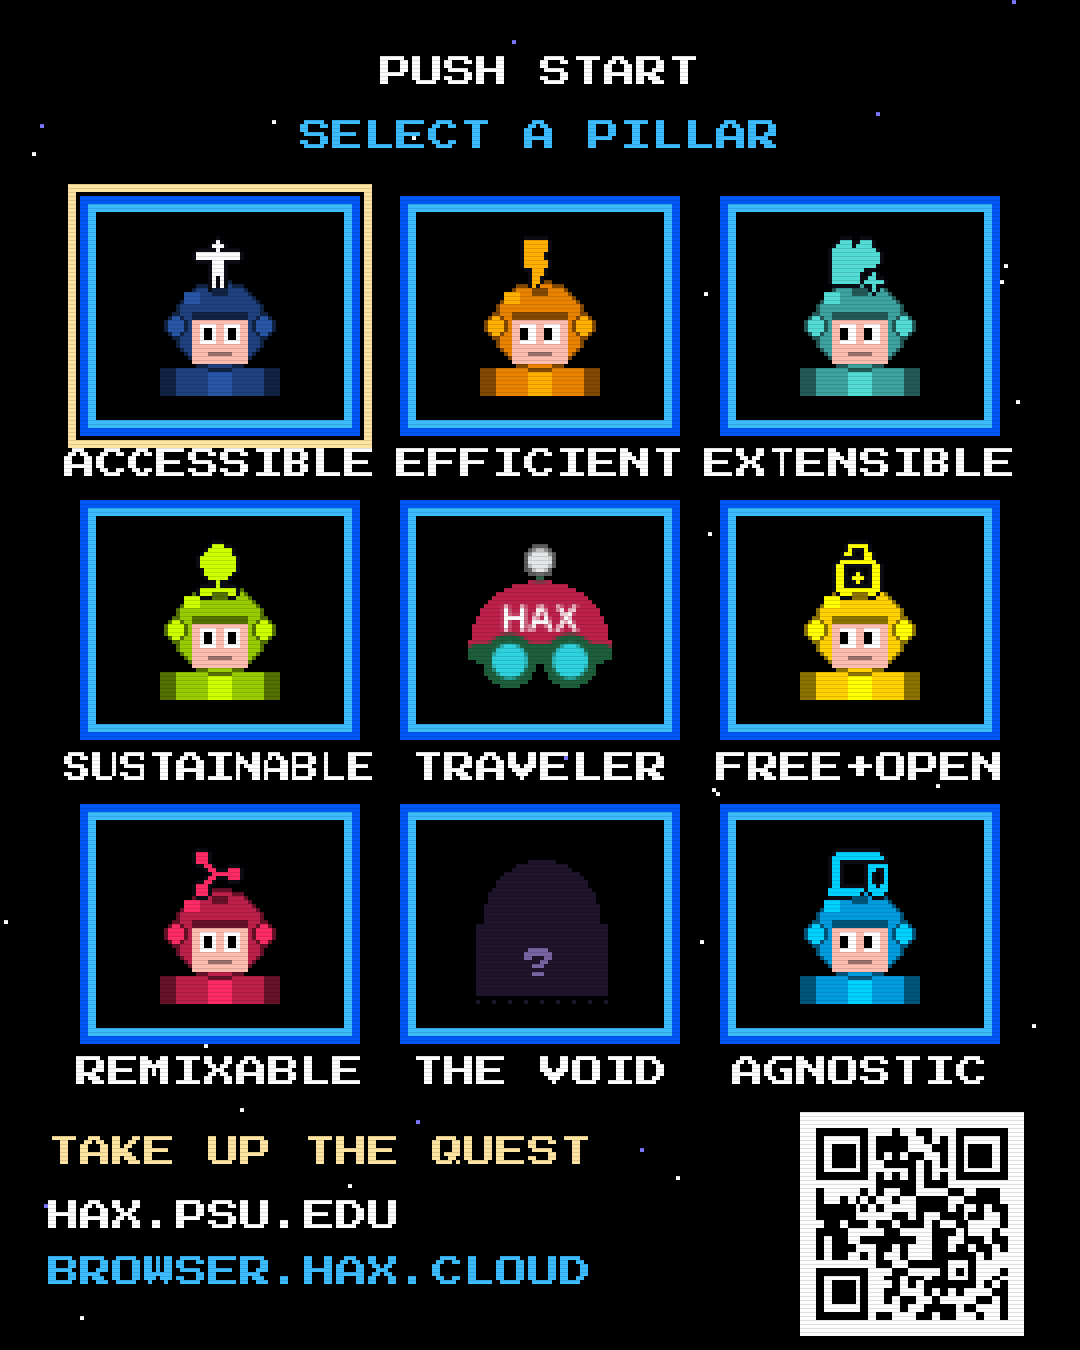 PUSH START
SELECT A PILLAR
ACCESSIBLE EFFICIENT EXTENSIBLE
HAX
SUSTAINABLE TRAVELER FREE+OPEN
?
REMIXABLE THE VOID AGNOSTIC
TAKE UP THE QUEST
HAX.PSU.EDU
BROWSER.HAX.CLOUD